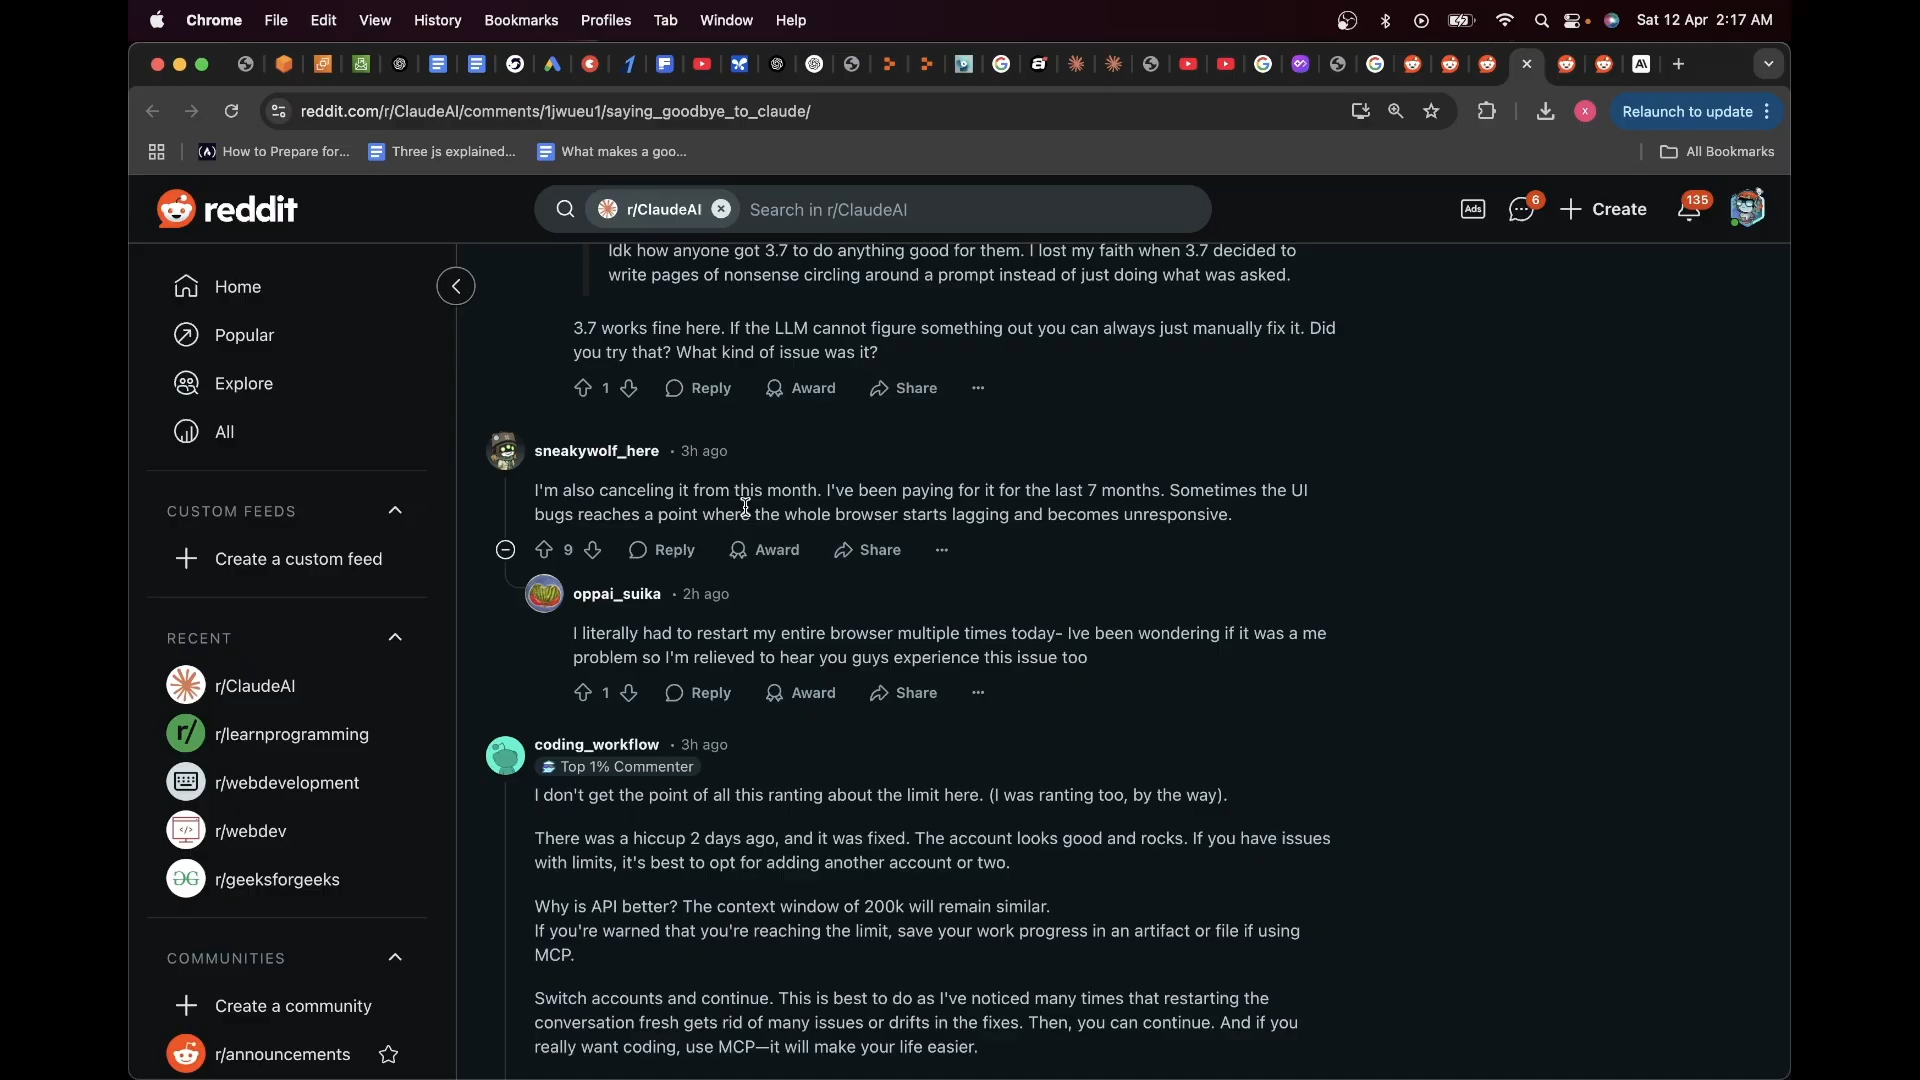 Chrome File Edit View History Bookmarks Profiles Tab Window Help
Sat 12 Apr 2:17 AM
reddit.com/r/ClaudeAI/comments/1jwueu1/saying_goodbye_to_claude/
X
Relaunch to update
How to Prepare for...
Three js explained...
What makes a goo...
All Bookmarks
reddit
r/ClaudeAI
Search in r/ClaudeAI
Ads
6
Create
135
Home
Popular
Explore
All
CUSTOM FEEDS
Create a custom feed
RECENT
r/ClaudeAI
r/learnprogramming
r/webdevelopment
r/webdev
r/geeksforgeeks
COMMUNITIES
Create a community
r/announcements
Idk how anyone got 3.7 to do anything good for them. I lost my faith when 3.7 decided to
write pages of nonsense circling around a prompt instead of just doing what was asked.
3.7 works fine here. If the LLM cannot figure something out you can always just manually fix it. Did
you try that? What kind of issue was it?
1 Reply Award Share ...
sneakywolf_here • 3h ago
I'm also canceling it from this month. I've been paying for it for the last 7 months. Sometimes the UI
bugs reaches a point where the whole browser starts lagging and becomes unresponsive.
9 Reply Award Share ...
oppai_suika • 2h ago
I literally had to restart my entire browser multiple times today- Ive been wondering if it was a me
problem so I'm relieved to hear you guys experience this issue too
1 Reply Award Share ...
coding_workflow • 3h ago
Top 1% Commenter
I don't get the point of all this ranting about the limit here. (I was ranting too, by the way).
There was a hiccup 2 days ago, and it was fixed. The account looks good and rocks. If you have issues
with limits, it's best to opt for adding another account or two.
Why is API better? The context window of 200k will remain similar.
If you're warned that you're reaching the limit, save your work progress in an artifact or file if using
MCP.
Switch accounts and continue. This is best to do as I've noticed many times that restarting the
conversation fresh gets rid of many issues or drifts in the fixes. Then, you can continue. And if you
really want coding, use MCP—it will make your life easier.